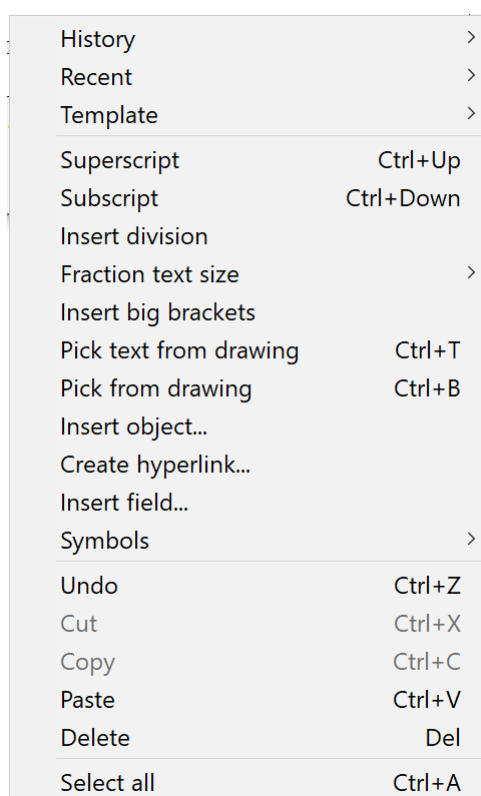 History
Recent
Template
Superscript Ctrl+Up
Subscript Ctrl+Down
Insert division
Fraction text size
Insert big brackets
Pick text from drawing Ctrl+T
Pick from drawing Ctrl+B
Insert object...
Create hyperlink...
Insert field...
Symbols
Undo Ctrl+Z
Cut Ctrl+X
Copy Ctrl+C
Paste Ctrl+V
Delete Del
Select all Ctrl+A